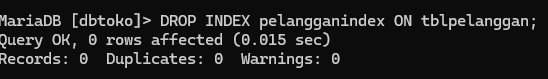 MariaDB [dbtoko]> DROP INDEX pelangganindex ON tblpelanggan;
Query OK, 0 rows affected (0.015 sec)
Records: 0  Duplicates: 0  Warnings: 0